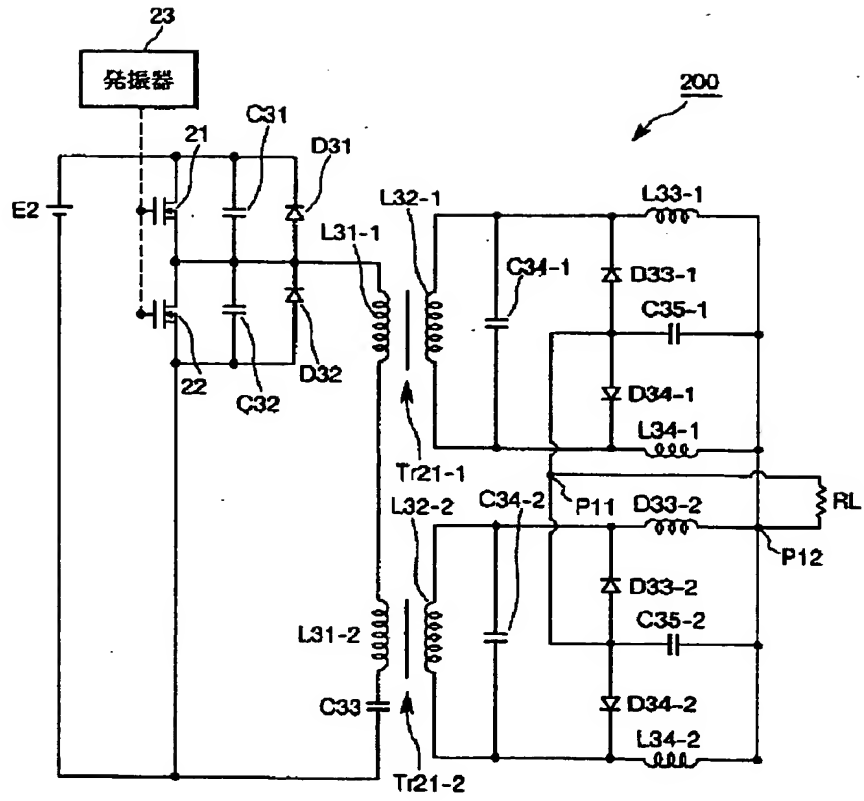 23
発振器
200
C31
21
D31
E2
L32-1
L33-1
L31-1
C34-1
D33-1
C35-1
22
C32
D32
D34-1
L34-1
Tr21-1
C34-2
L32-2
P11
D33-2
RL
P12
D33-2
C35-2
L31-2
C33
D34-2
L34-2
Tr21-2